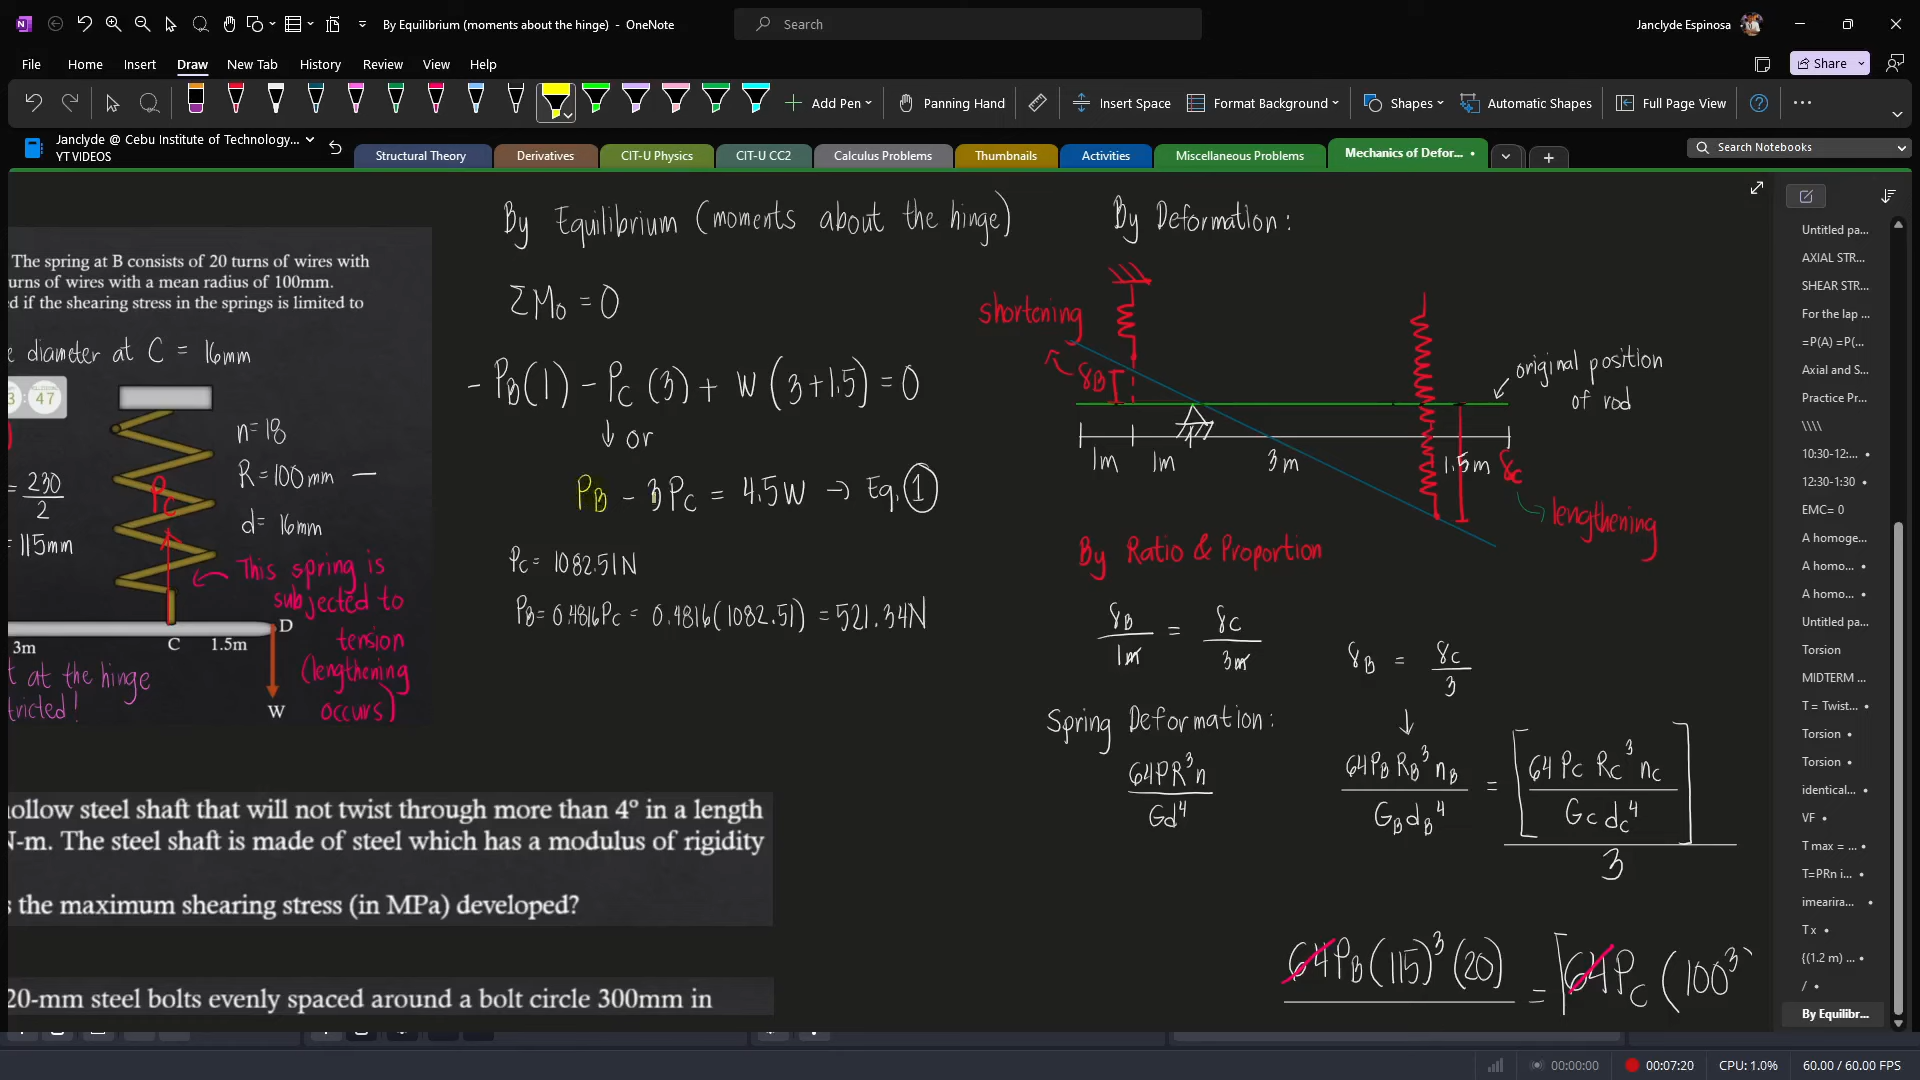 By Equilibrium (moments about the hinge) - OneNote
Search
Janclyde Espinosa
File Home Insert Draw New Tab History Review View Help
Share
Add Pen
Panning Hand
Insert Space
Format Background
Shapes
Automatic Shapes
Full Page View
Janclyde @ Cebu Institute of Technology...
YT VIDEOS
Structural Theory
Derivatives
CIT-U Physics
CIT-U CC2
Calculus Problems
Thumbnails
Activities
Miscellaneous Problems
Mechanics of Defor...
Search Notebooks
The spring at B consists of 20 turns of wires with
urns of wires with a mean radius of 100mm.
ed if the shearing stress in the springs is limited to
e diameter at C = 16mm
3 : 47
n=18
R=100mm
d=16mm
= 230/2
= 115mm
PC
This spring is
subjected to
tension
(lengthening
occurs)
D
3m
C
1.5m
W
t at the hinge
tricted!
By Equilibrium (moments about the hinge)
ΣMo = 0
-PB(1) - PC(3) + W(3+1.5) = 0
↓ or
PB - 3PC = 4.5W → Eq. 1
PC = 1082.51N
PB = 0.4816PC = 0.4816(1082.51) = 521.34N
By Deformation:
shortening
δB
original position
of rod
1m
1m
3m
1.5m
δC
lengthening
By Ratio & Proportion
δB/1m = δC/3m
δB = δC/3
Spring Deformation:
64PR³n/Gd⁴
64PBRB³nB/GBdB⁴ = [64PCRC³nC/GCdC⁴]/3
64PB(115)³(20) = [64PC(100³
ollow steel shaft that will not twist through more than 4º in a length
N-m. The steel shaft is made of steel which has a modulus of rigidity
s the maximum shearing stress (in MPa) developed?
20-mm steel bolts evenly spaced around a bolt circle 300mm in
Untitled pa...
AXIAL STR...
SHEAR STR...
For the lap ...
=P(A) =P(...
Axial and S...
Practice Pr...
\\\\
10:30-12:...
12:30-1:30
EMC= 0
A homoge...
A homo...
A homo...
Untitled pa...
Torsion
MIDTERM ...
T = Twist...
Torsion
Torsion
identical...
VF
T max = ...
T=PRn i...
imearira...
T x
{(1.2 m) ...
/
By Equilibr...
00:00:00
00:07:20
CPU: 1.0%
60.00 / 60.00 FPS